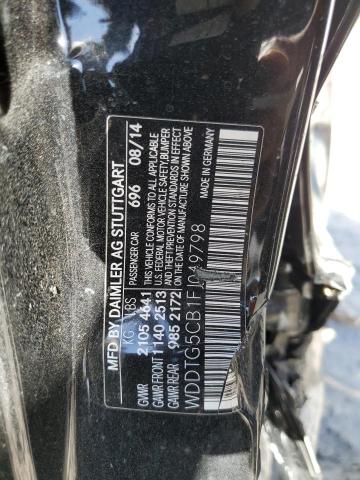 MFD BY DAIMLER AG STUTTGART
KG LBS PASSENGER CAR 696 08/14
GVWR 2105 4641 THIS VEHICLE CONFORMS TO ALL APPLICABLE
GAWR FRONT 1140 2513 U.S. FEDERAL MOTOR VEHICLE SAFETY, BUMPER
GAWR REAR 985 2172 AND THEFT PREVENTION STANDARDS IN EFFECT
ON THE DATE OF MANUFACTURE SHOWN ABOVE
WDDTG5CB1FJ049798 MADE IN GERMANY